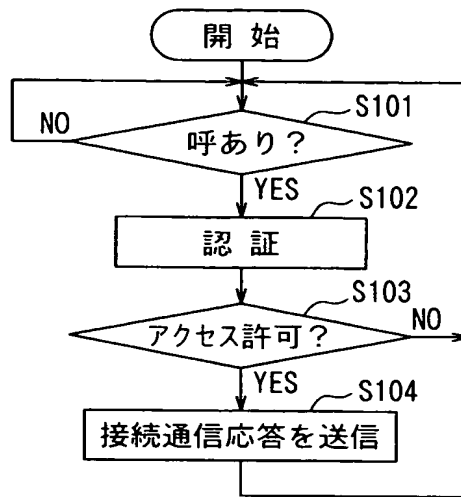 開始
S101
NO
呼あり?
YES
S102
認証
S103
アクセス許可?
NO
YES
S104
接続通信応答を送信